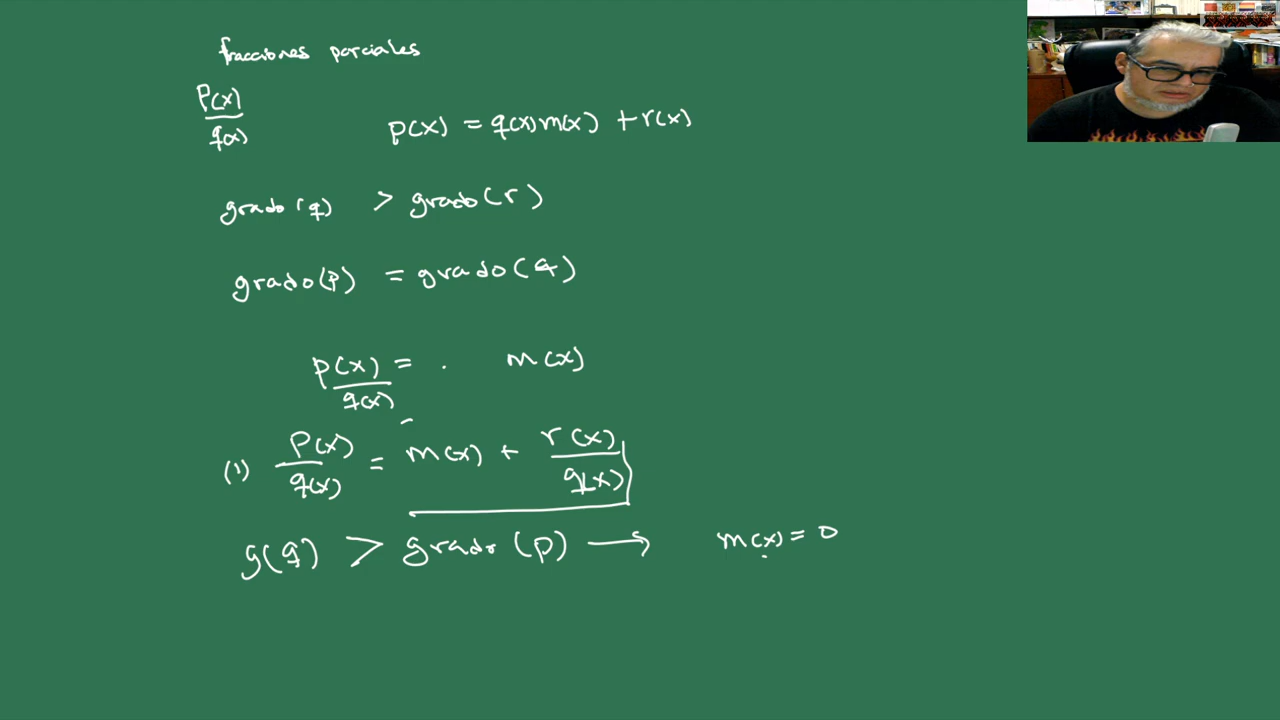 fracciones parciales
P(x)/q(x)
p(x) = q(x)m(x) + r(x)
grado(q) > grado(r)
grado(p) = grado(q)
p(x)/q(x) = . m(x)
(1) P(x)/q(x) = m(x) + r(x)/q(x)
g(q) > grado(p) → m(x) = 0